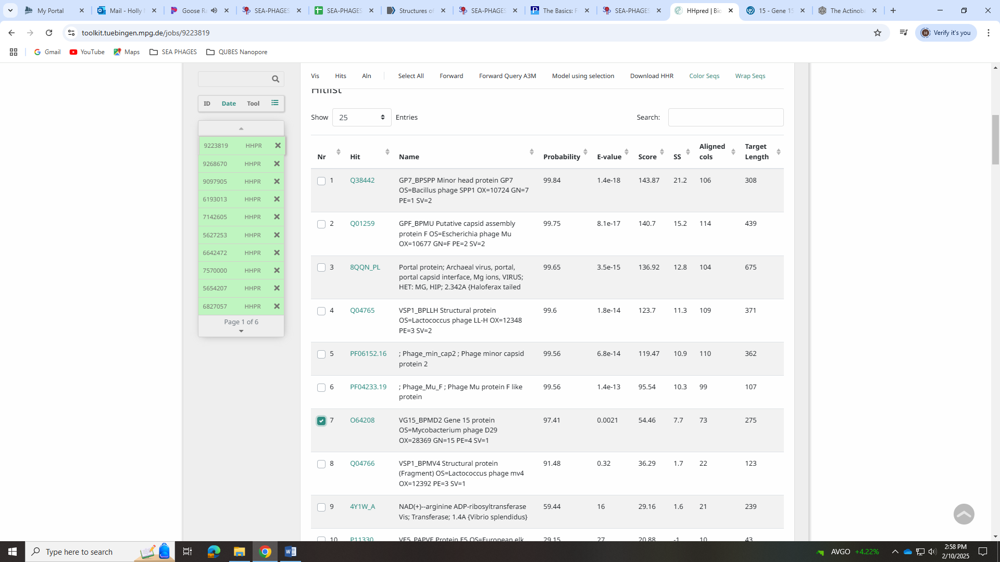 My Portal
Mail - Holly
Goose Ra
SEA-PHAGES
SEA-PHAGES
Structures of
SEA-PHAGES
The Basics: F
SEA-PHAGES
HHpred | Bio
15 - Gene 15
The Actinoba
toolkit.tuebingen.mpg.de/jobs/9223819
Verify it's you
Gmail
YouTube
Maps
SEA PHAGES
QUBES Nanopore
Vis Hits Aln Select All Forward Forward Query A3M Model using selection Download HHR Color Seqs Wrap Seqs
Hitlist
ID Date Tool
9223819 HHPR
9268670 HHPR
9097905 HHPR
6193013 HHPR
7142605 HHPR
5627253 HHPR
6642472 HHPR
7570000 HHPR
5654207 HHPR
6827057 HHPR
Page 1 of 6
Show 25 Entries Search:
Nr Hit Name Probability E-value Score SS Aligned cols Target Length
1 Q38442 GP7_BPSPP Minor head protein GP7 99.84 1.4e-18 143.87 21.2 106 308
OS=Bacillus phage SPP1 OX=10724 GN=7
PE=1 SV=2
2 Q01259 GPF_BPMU Putative capsid assembly 99.75 8.1e-17 140.7 15.2 114 439
protein F OS=Escherichia phage Mu
OX=10677 GN=F PE=2 SV=2
3 8QQN_PL Portal protein; Archaeal virus, portal, 99.65 3.5e-15 136.92 12.8 104 675
portal capsid interface, Mg ions, VIRUS;
HET: MG, HIP; 2.342A {Haloferax tailed
4 Q04765 VSP1_BPLLH Structural protein 99.6 1.8e-14 123.7 11.3 109 371
OS=Lactococcus phage LL-H OX=12348
PE=3 SV=2
5 PF06152.16 ; Phage_min_cap2 ; Phage minor capsid 99.56 6.8e-14 119.47 10.9 110 362
protein 2
6 PF04233.19 ; Phage_Mu_F ; Phage Mu protein F like 99.56 1.4e-13 95.54 10.3 99 107
protein
7 O64208 VG15_BPMD2 Gene 15 protein 97.41 0.0021 54.46 7.7 73 275
OS=Mycobacterium phage D29
OX=28369 GN=15 PE=4 SV=1
8 Q04766 VSP1_BPMV4 Structural protein 91.48 0.32 36.29 1.7 22 123
(Fragment) OS=Lactococcus phage mv4
OX=12392 PE=3 SV=1
9 4Y1W_A NAD(+)--arginine ADP-ribosyltransferase 59.44 16 29.16 1.6 21 239
Vis; Transferase; 1.4A {Vibrio splendidus}
10 P11330 VE5_PAPVE Protein E5 OS=European elk 29.15 27 20.88 -1 10 43
Type here to search
AVGO +4.22%
2:58 PM
2/10/2025